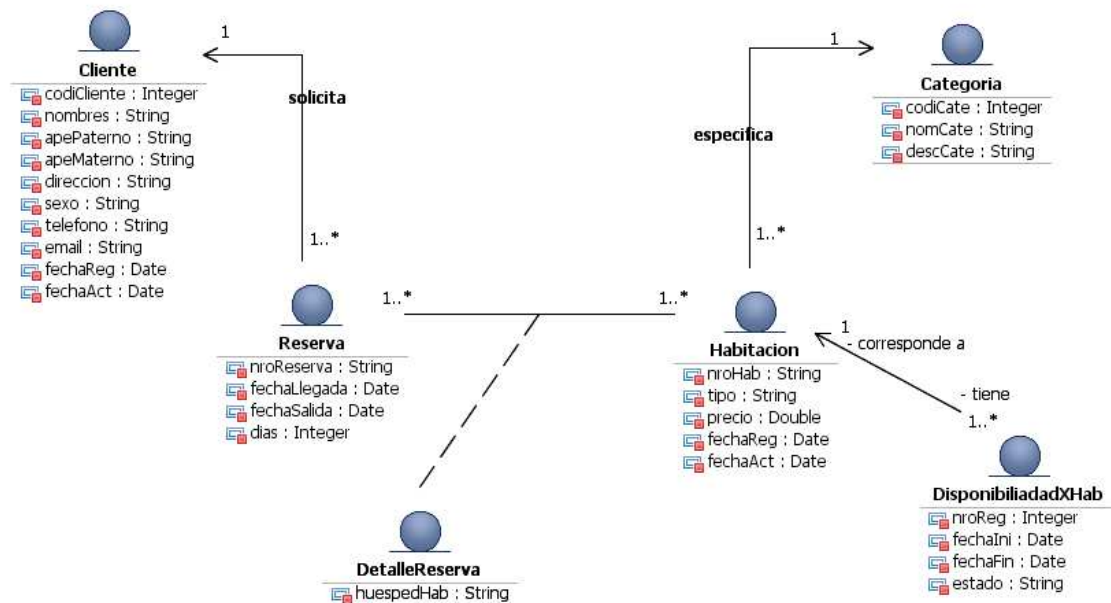 1
Cliente
codiCliente : Integer
nombres : String
apePaterno : String
apeMaterno : String
direccion : String
sexo : String
telefono : String
email : String
fechaReg : Date
fechaAct : Date
solicita
1..*
1
Categoria
codiCate : Integer
nomCate : String
descCate : String
especifica
1..*
1..*
1..*
Reserva
nroReserva : String
fechaLlegada : Date
fechaSalida : Date
dias : Integer
Habitacion
nroHab : String
tipo : String
precio : Double
fechaReg : Date
fechaAct : Date
1
- corresponde a
- tiene
1..*
DisponibiliadadXHab
nroReg : Integer
fechaIni : Date
fechaFin : Date
estado : String
DetalleReserva
huespedHab : String